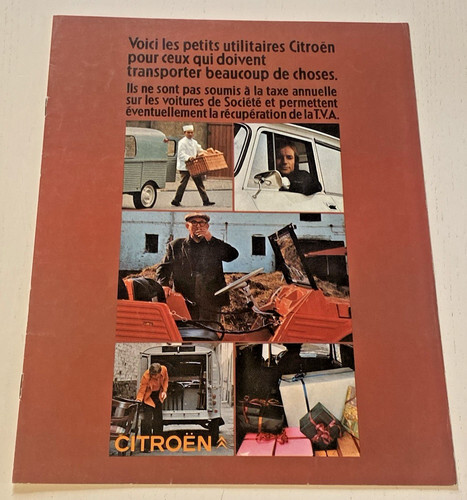 Voici les petits utilitaires Citroën
pour ceux qui doivent
transporter beaucoup de choses.
Ils ne sont pas soumis à la taxe annuelle
sur les voitures de Société et permettent
éventuellement la récupération de la T.V.A.
CITROËN